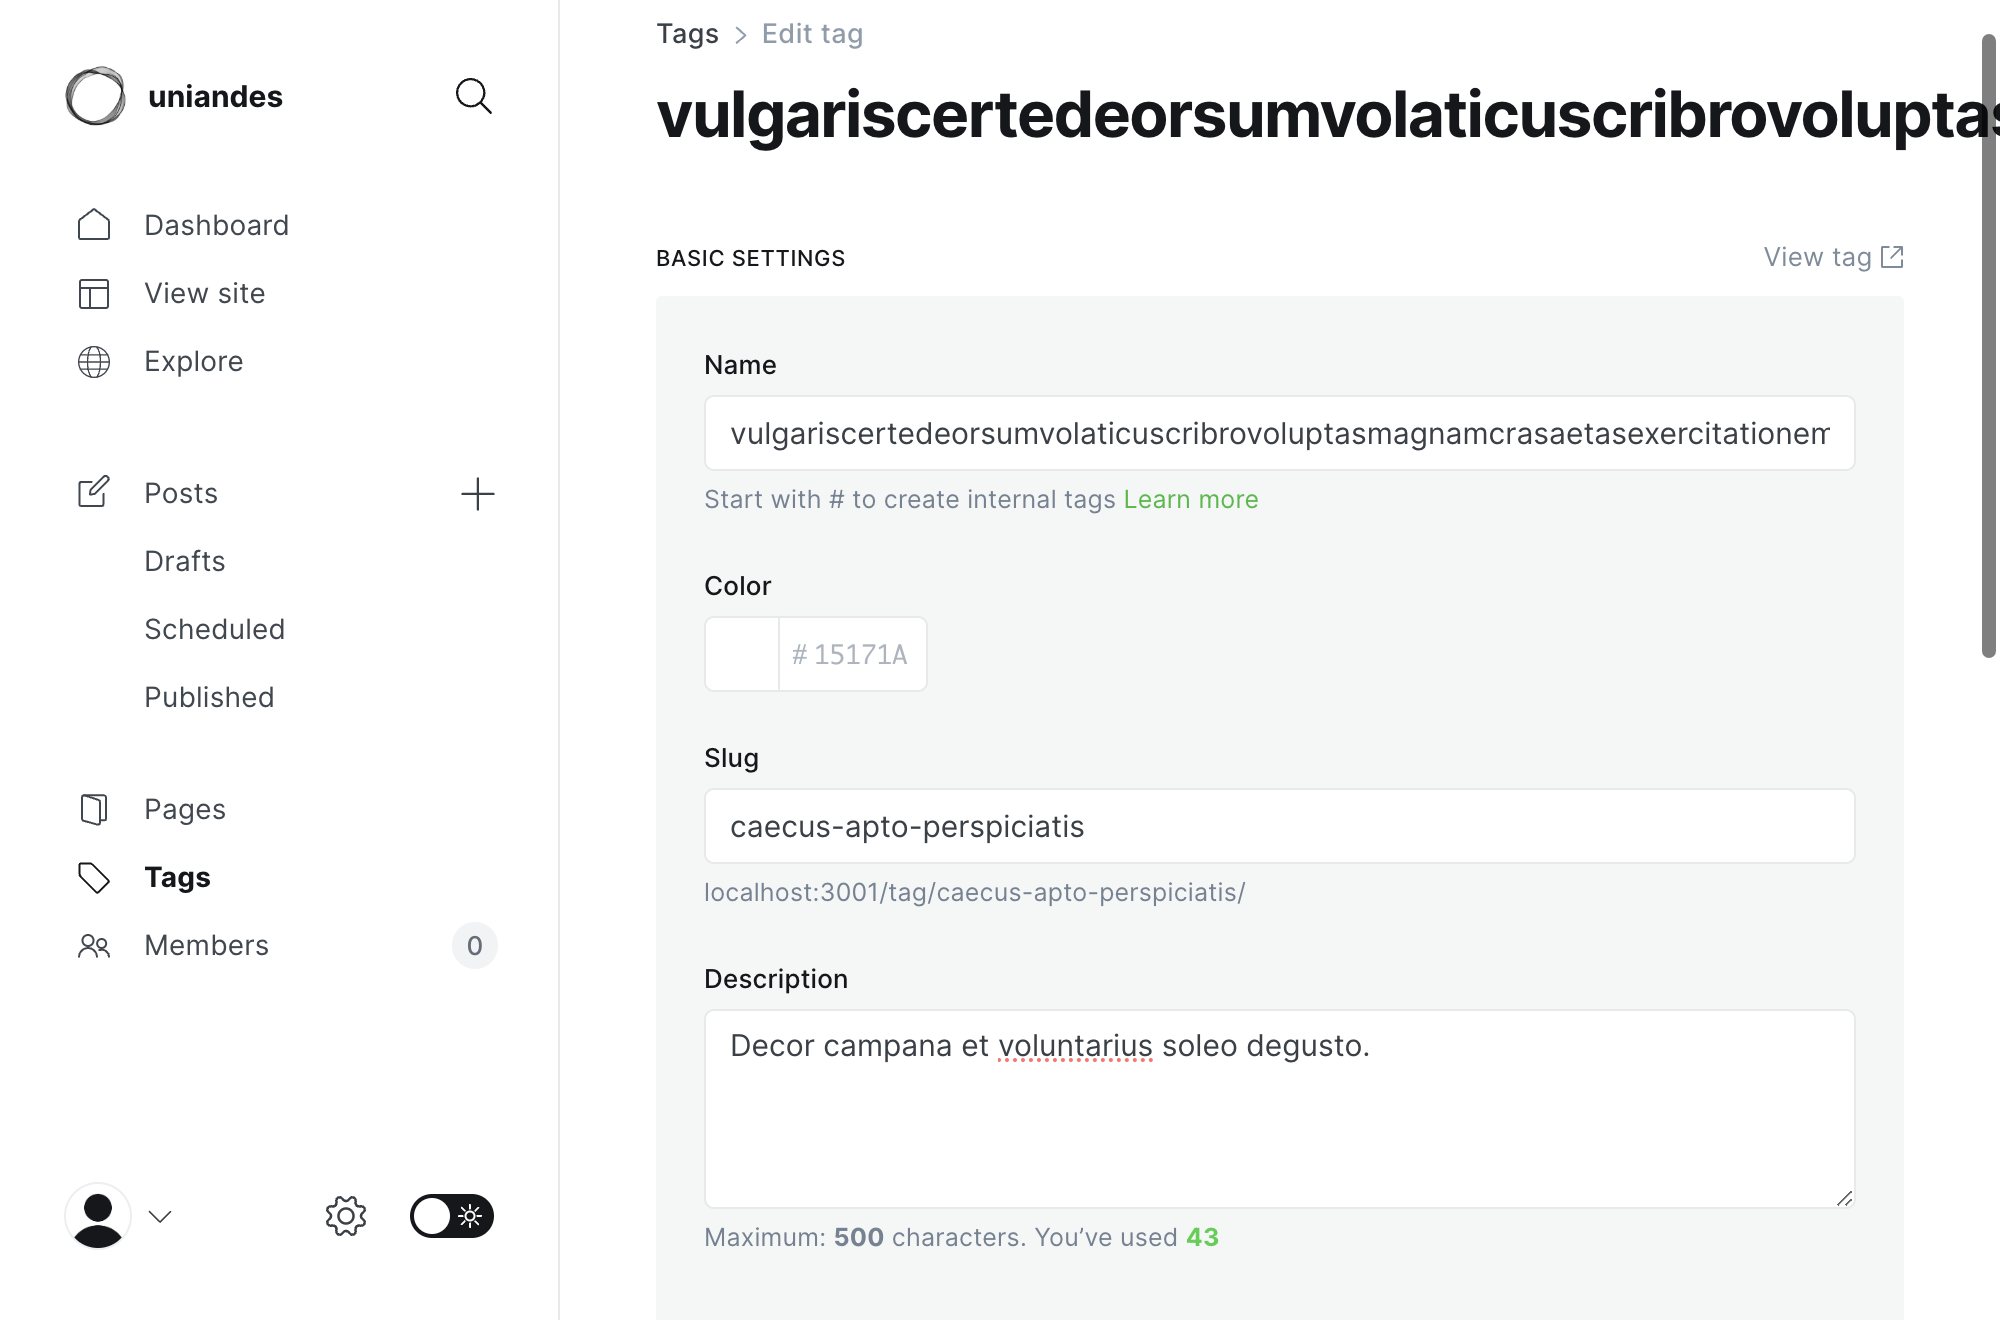 Tags > Edit tag
uniandes
vulgariscertedeorsumvolaticuscribrovoluptas
Dashboard
View site
Explore
Posts
Drafts
Scheduled
Published
Pages
Tags
Members 0
BASIC SETTINGS
View tag
Name
vulgariscertedeorsumvolaticuscribrovoluptasmagnamcrasaetasexercitationem
Start with # to create internal tags Learn more
Color
# 15171A
Slug
caecus-apto-perspiciatis
localhost:3001/tag/caecus-apto-perspiciatis/
Description
Decor campana et voluntarius soleo degusto.
Maximum: 500 characters. You’ve used 43